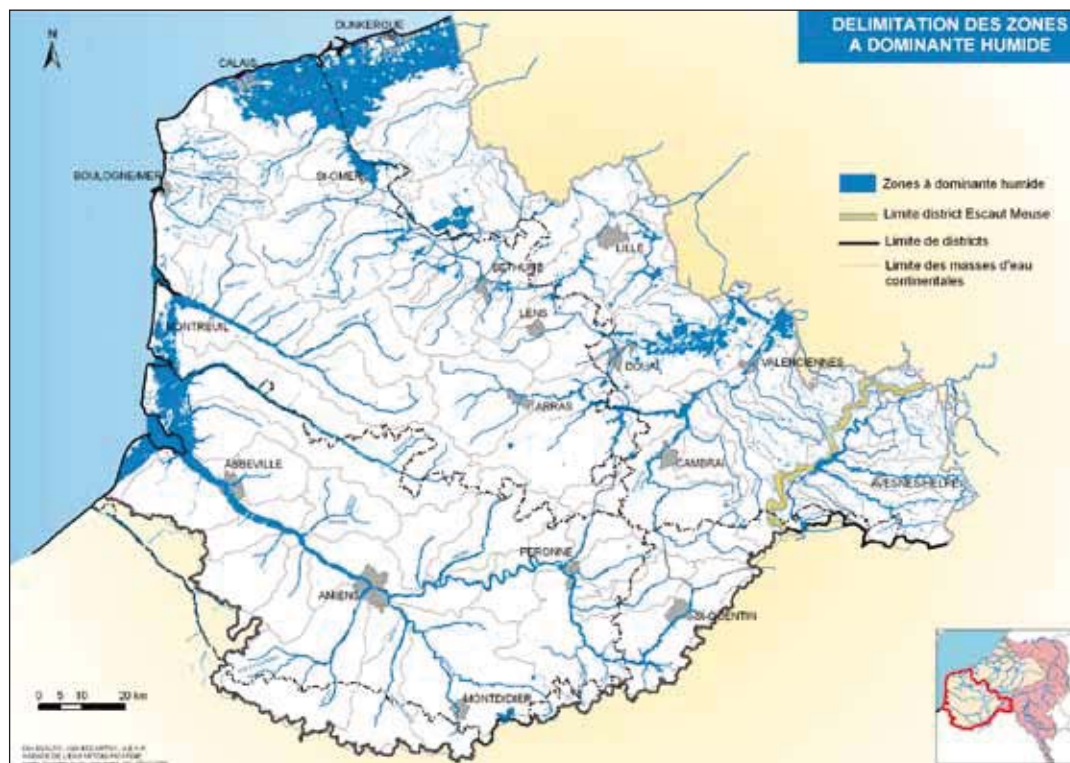 DELIMITATION DES ZONES
A DOMINANTE HUMIDE
N
DUNKERQUE
CALAIS
BOULOGNE/MER
ST-OMER
LILLE
BETHUNE
LENS
MONTREUIL
DOUAI
VALENCIENNES
ARRAS
CAMBRAI
ABBEVILLE
AVESNES/HELPE
PERONNE
AMIENS
ST-QUENTIN
MONTDIDIER
Zones à dominante humide
Limite district Escaut Meuse
Limite de districts
Limite des masses d'eau
continentales
0 5 10 20 km